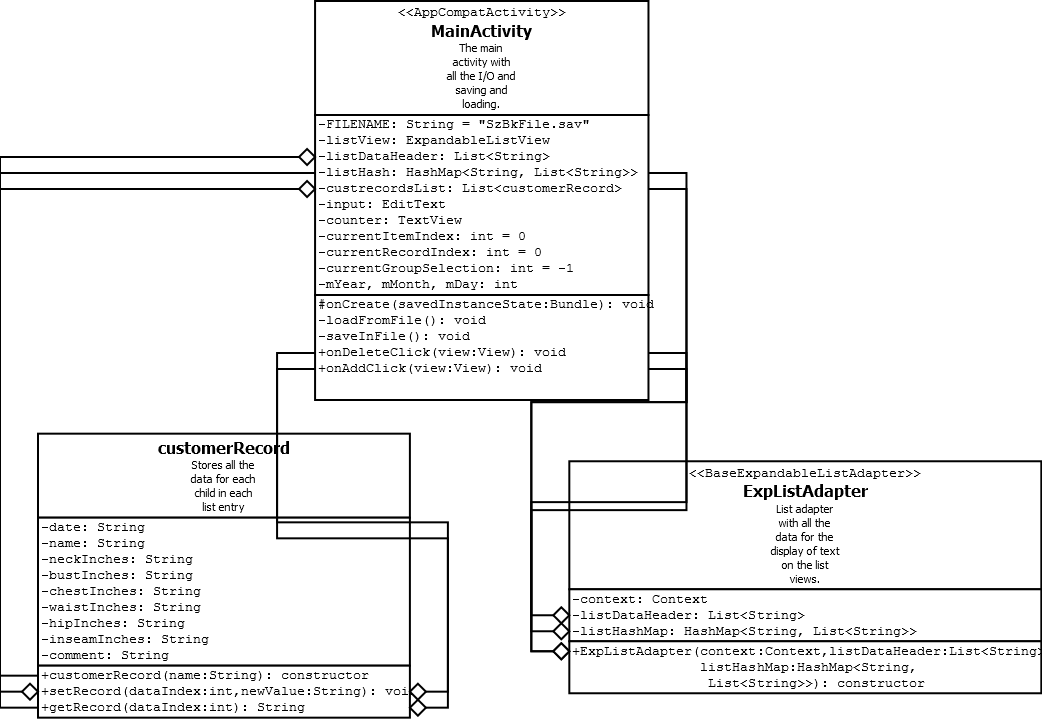 <<AppCompatActivity>>
MainActivity
The main
activity with
all the I/O and
saving and
loading.
-FILENAME: String = "SzBkFile.sav"
-listView: ExpandableListView
-listDataHeader: List<String>
-listHash: HashMap<String, List<String>>
-custrecordsList: List<customerRecord>
-input: EditText
-counter: TextView
-currentItemIndex: int = 0
-currentRecordIndex: int = 0
-currentGroupSelection: int = -1
-mYear, mMonth, mDay: int
#onCreate(savedInstanceState:Bundle): void
-loadFromFile(): void
-saveInFile(): void
+onDeleteClick(view:View): void
+onAddClick(view:View): void
customerRecord
Stores all the
data for each
child in each
list entry
-date: String
-name: String
-neckInches: String
-bustInches: String
-chestInches: String
-waistInches: String
-hipInches: String
-inseamInches: String
-comment: String
+customerRecord(name:String): constructor
+setRecord(dataIndex:int,newValue:String): voi
+getRecord(dataIndex:int): String
<<BaseExpandableListAdapter>>
ExpListAdapter
List adapter
with all the
data for the
display of text
on the list
views.
-context: Context
-listDataHeader: List<String>
-listHashMap: HashMap<String, List<String>>
+ExpListAdapter(context:Context,listDataHeader:List<String>
listHashMap:HashMap<String,
List<String>>): constructor